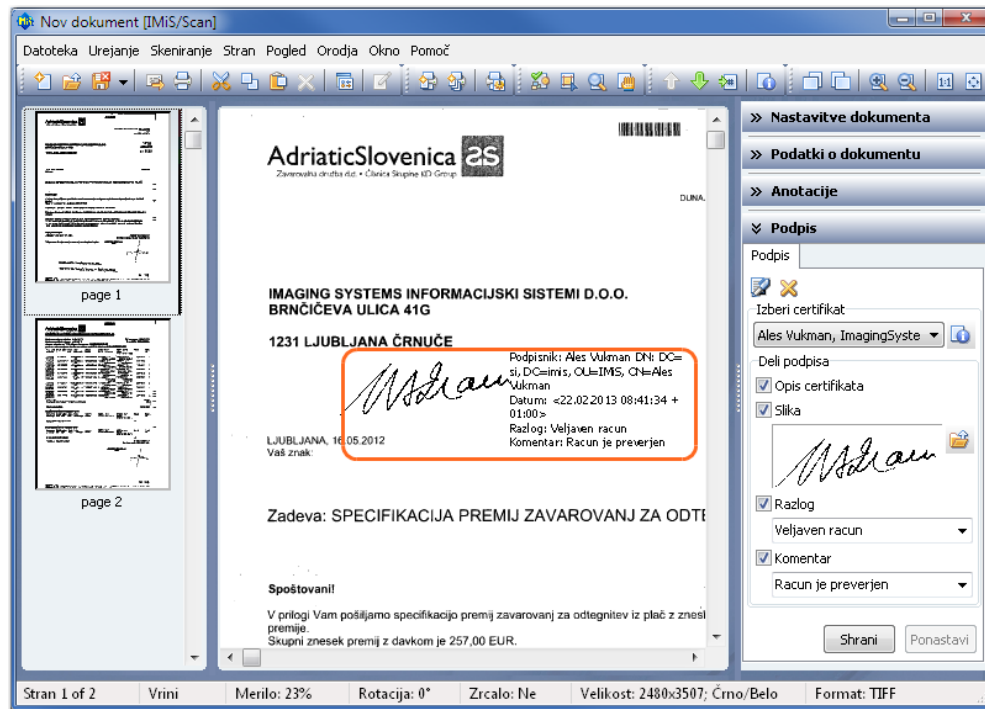 Nov dokument [IMiS/Scan]
Datoteka Urejanje Skeniranje Stran Pogled Orodja Okno Pomoč
page 1
page 2
AdriaticSlovenica
Zavarovalna družba d.d. • Članica Skupine KD Group
DUNA,
IMAGING SYSTEMS INFORMACIJSKI SISTEMI D.O.O.
BRNČIČEVA ULICA 41G
1231 LJUBLJANA ČRNUČE
Podpisnik: Ales Vukman DN: DC=
si, DC=imis, OU=IMiS, CN=Ales
Vukman
Datum: <22.02.2013 08:41:34 +
01:00>
Razlog: Veljaven racun
Komentar: Racun je preverjen
LJUBLJANA, 16.05.2012
Vaš znak:
Zadeva: SPECIFIKACIJA PREMIJ ZAVAROVANJ ZA ODTE
Spoštovani!
V prilogi Vam pošiljamo specifikacijo premij zavarovanj za odtegnitev iz plač z znesk
premije.
Skupni znesek premij z davkom je 257,00 EUR.
Nastavitve dokumenta
Podatki o dokumentu
Anotacije
Podpis
Podpis
Izberi certifikat
Ales Vukman, ImagingSyste
Deli podpisa
Opis certifikata
Slika
Razlog
Veljaven racun
Komentar
Racun je preverjen
Shrani Ponastavi
Stran 1 of 2 Vrini Merilo: 23% Rotacija: 0° Zrcalo: Ne Velikost: 2480x3507; Črno/Belo Format: TIFF